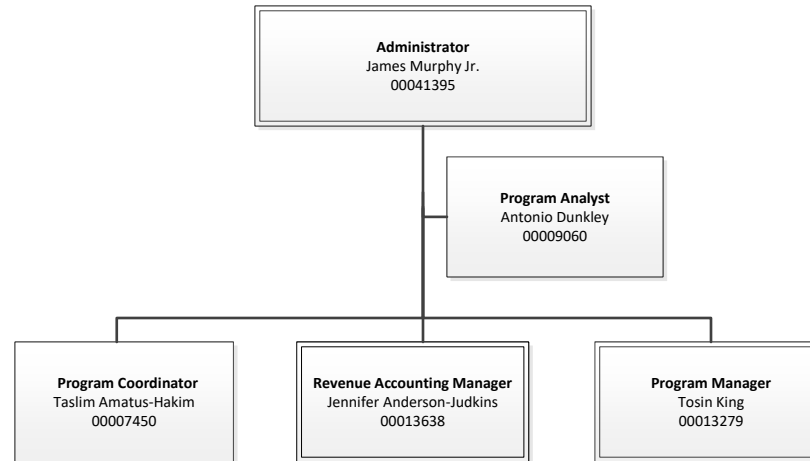 Administrator
James Murphy Jr.
00041395
Program Analyst
Antonio Dunkley
00009060
Program Coordinator
Taslim Amatus-Hakim
00007450
Revenue Accounting Manager
Jennifer Anderson-Judkins
00013638
Program Manager
Tosin King
00013279